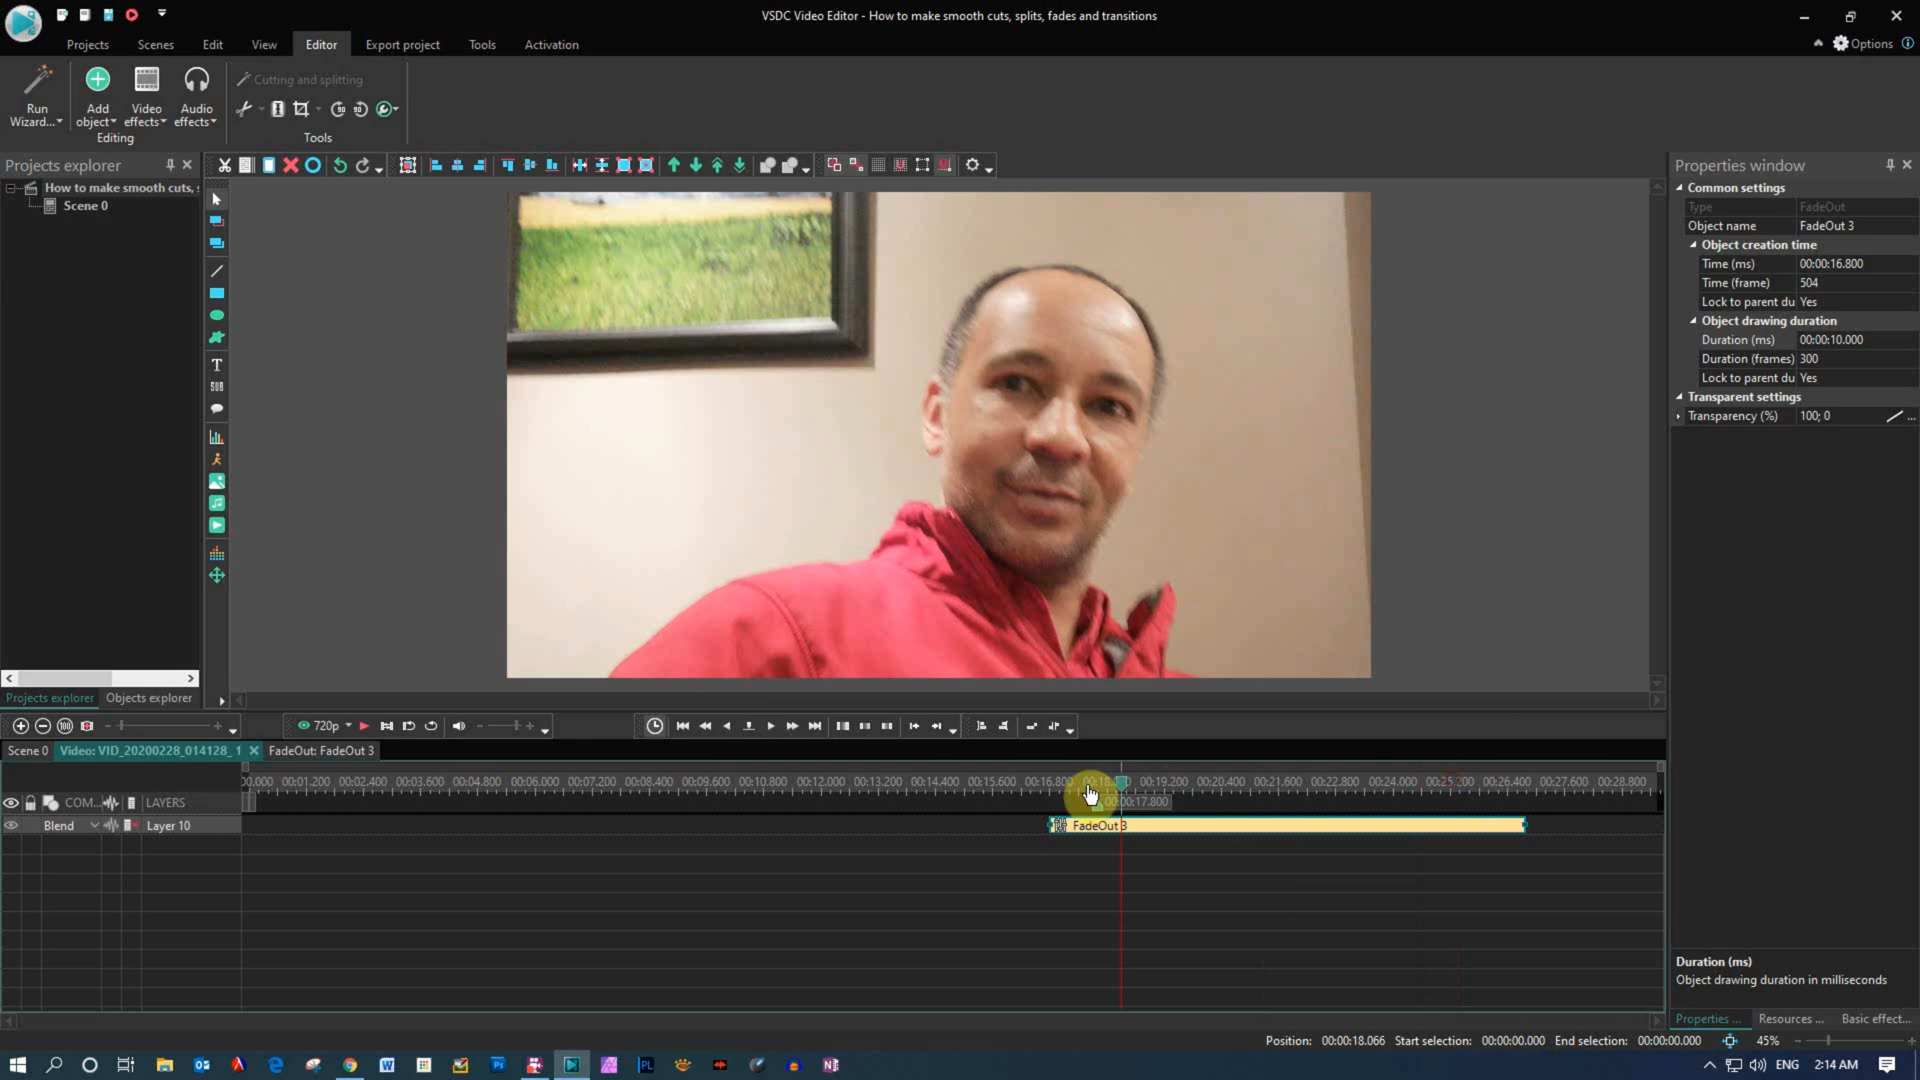 VSDC Video Editor - How to make smooth cuts, splits, fades and transitions
Projects Scenes Edit View Editor Export project Tools Activation
Options
Run Wizard...
Add object
Video effects
Audio effects
Editing
Cutting and splitting
Tools
Projects explorer
How to make smooth cuts, s
Scene 0
Projects explorer Objects explorer
T
SUB
Properties window
Common settings
Type FadeOut
Object name FadeOut 3
Object creation time
Time (ms) 00:00:16.800
Time (frame) 504
Lock to parent du Yes
Object drawing duration
Duration (ms) 00:00:10.000
Duration (frames) 300
Lock to parent du Yes
Transparent settings
Transparency (%) 100; 0 ...
720p
Scene 0 Video: VID_20200228_014128_ 1 FadeOut: FadeOut 3
0.000 00:01.200 00:02.400 00:03.600 00:04.800 00:06.000 00:07.200 00:08.400 00:09.600 00:10.800 00:12.000 00:13.200 00:14.400 00:15.600 00:16.800 00:19.200 00:20.400 00:21.600 00:22.800 00:24.000 00:25.200 00:26.400 00:27.600 00:28.800
00:00:17.800
COM... LAYERS
Blend Layer 10
FadeOut 3
Duration (ms)
Object drawing duration in milliseconds
Properties ... Resources ... Basic effect...
Position: 00:00:18.066 Start selection: 00:00:00.000 End selection: 00:00:00.000 45%
ENG 2:14 AM